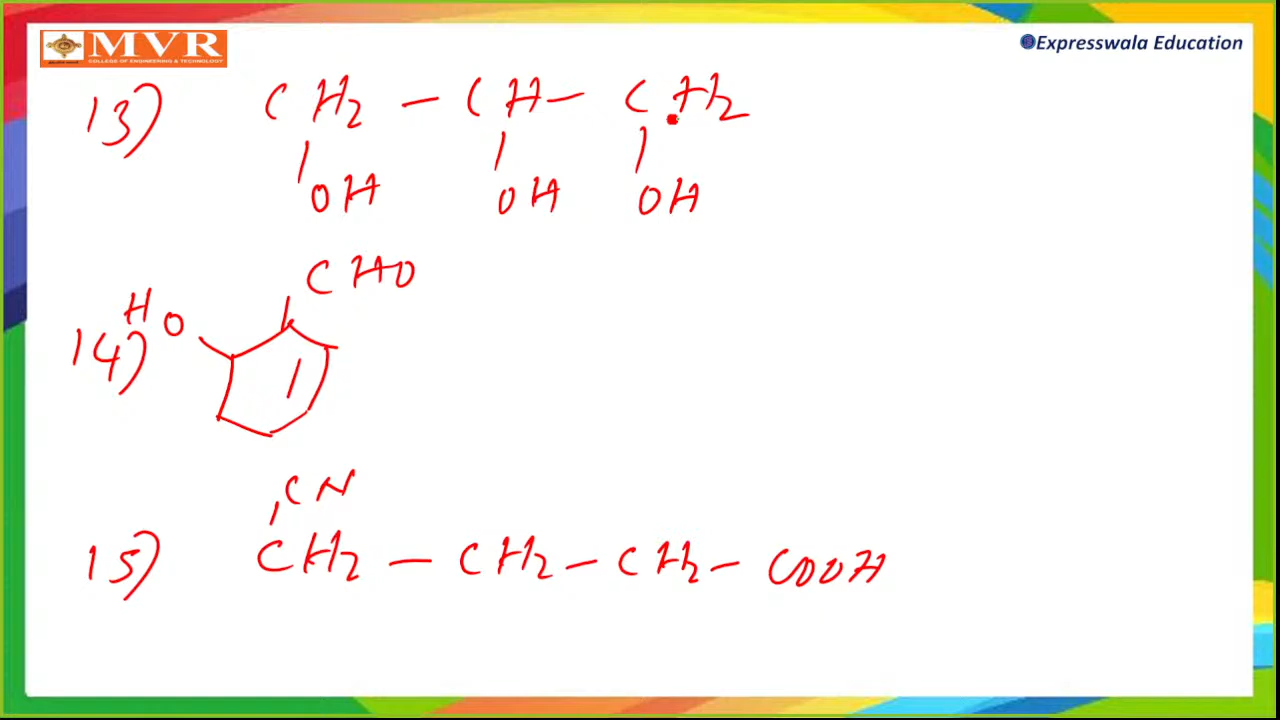 MVR
COLLEGE OF ENGINEERING & TECHNOLOGY
Expresswala Education
13) CH2 — CH — CH2
OH OH OH
CHO
HO
14)
CN
15) CH2 — CH2 — CH2 — COOH